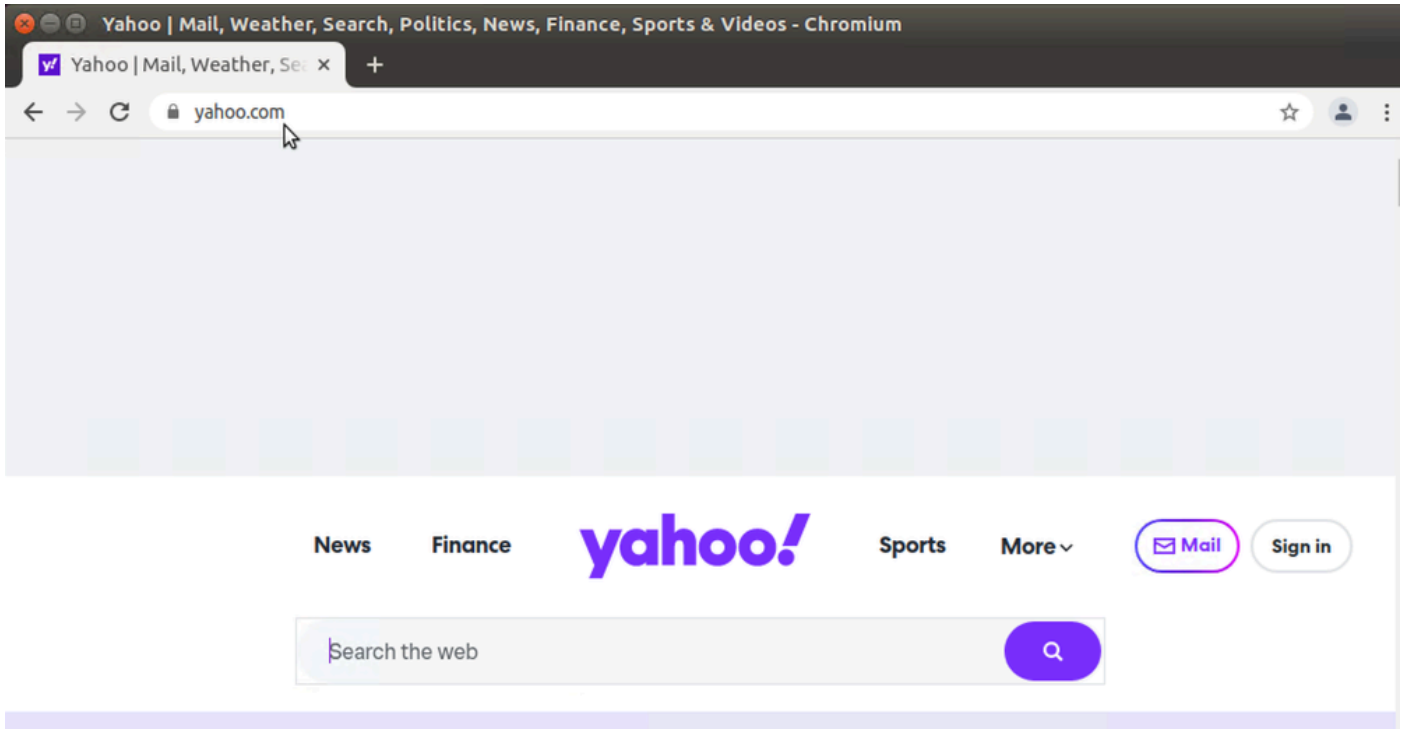 Yahoo | Mail, Weather, Search, Politics, News, Finance, Sports & Videos - Chromium
y! Yahoo | Mail, Weather, Sea
yahoo.com
News Finance yahoo! Sports More Mail Sign in
Search the web